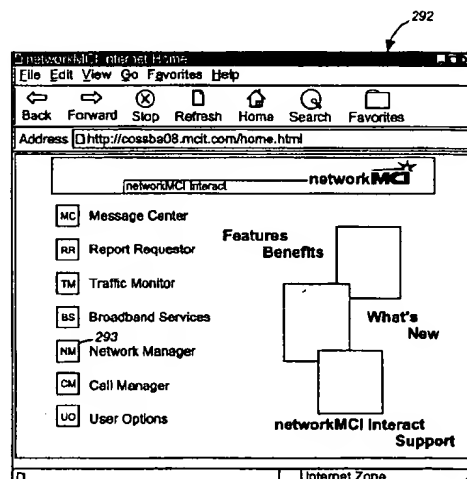 292
networkMCI Internet Home
File Edit View Go Favorites Help
Back Forward Stop Refresh Home Search Favorites
Address http://cossba08.mcit.com/home.html
networkMCI
networkMCI Interact
MC Message Center
RR Report Requestor
TM Traffic Monitor
BS Broadband Services
293
NM Network Manager
CM Call Manager
UO User Options
Features
Benefits
What's
New
networkMCI Interact
Support
Internet Zone